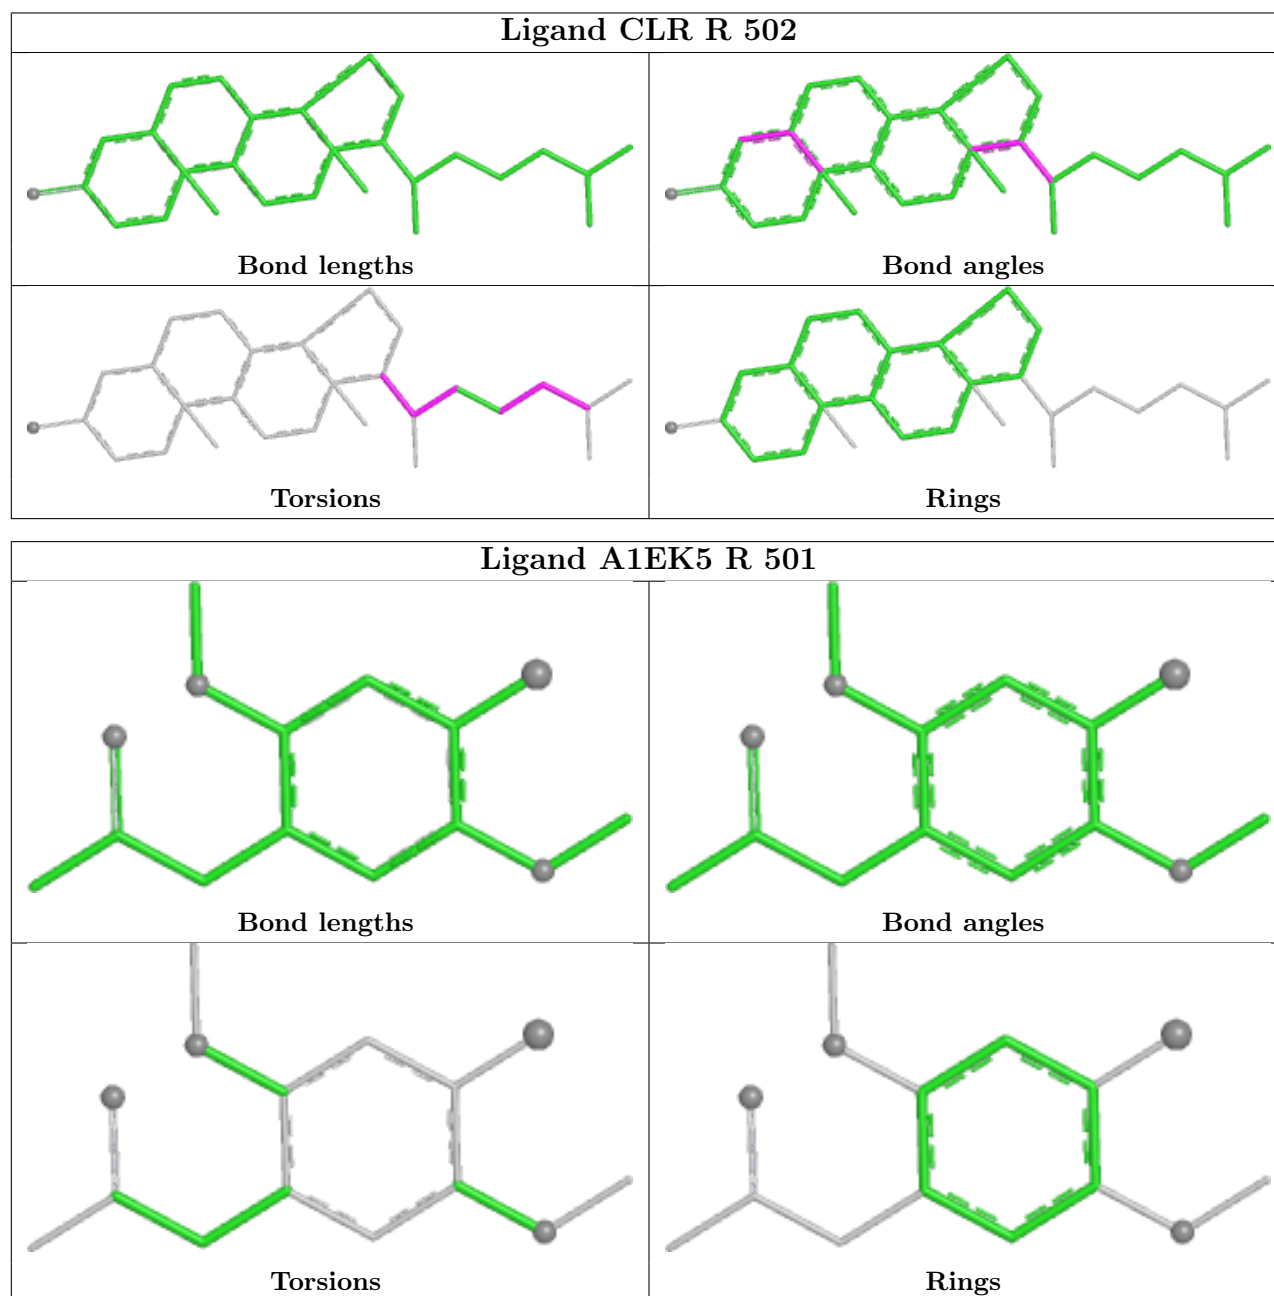 Ligand CLR R 502
Bond lengths
Bond angles
Torsions
Rings
Ligand A1EK5 R 501
Bond lengths
Bond angles
Torsions
Rings